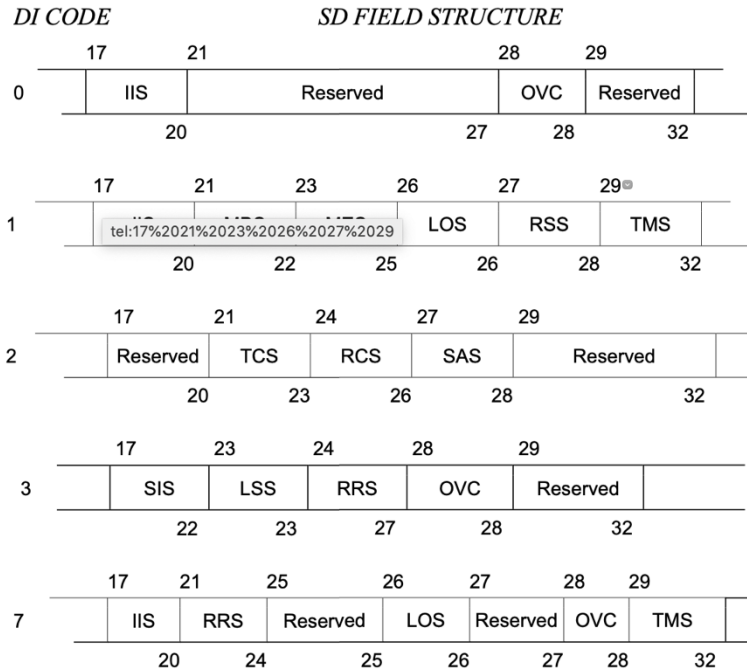 DI CODE SD FIELD STRUCTURE
17 21 28 29
0 IIS Reserved OVC Reserved
20 27 28 32
17 21 23 26 27 29
1 LOS RSS TMS
tel:17%2021%2023%2026%2027%2029
20 22 25 26 28 32
17 21 24 27 29
2 Reserved TCS RCS SAS Reserved
20 23 26 28 32
17 23 24 28 29
3 SIS LSS RRS OVC Reserved
22 23 27 28 32
17 21 25 26 27 28 29
7 IIS RRS Reserved LOS Reserved OVC TMS
20 24 25 26 27 28 32